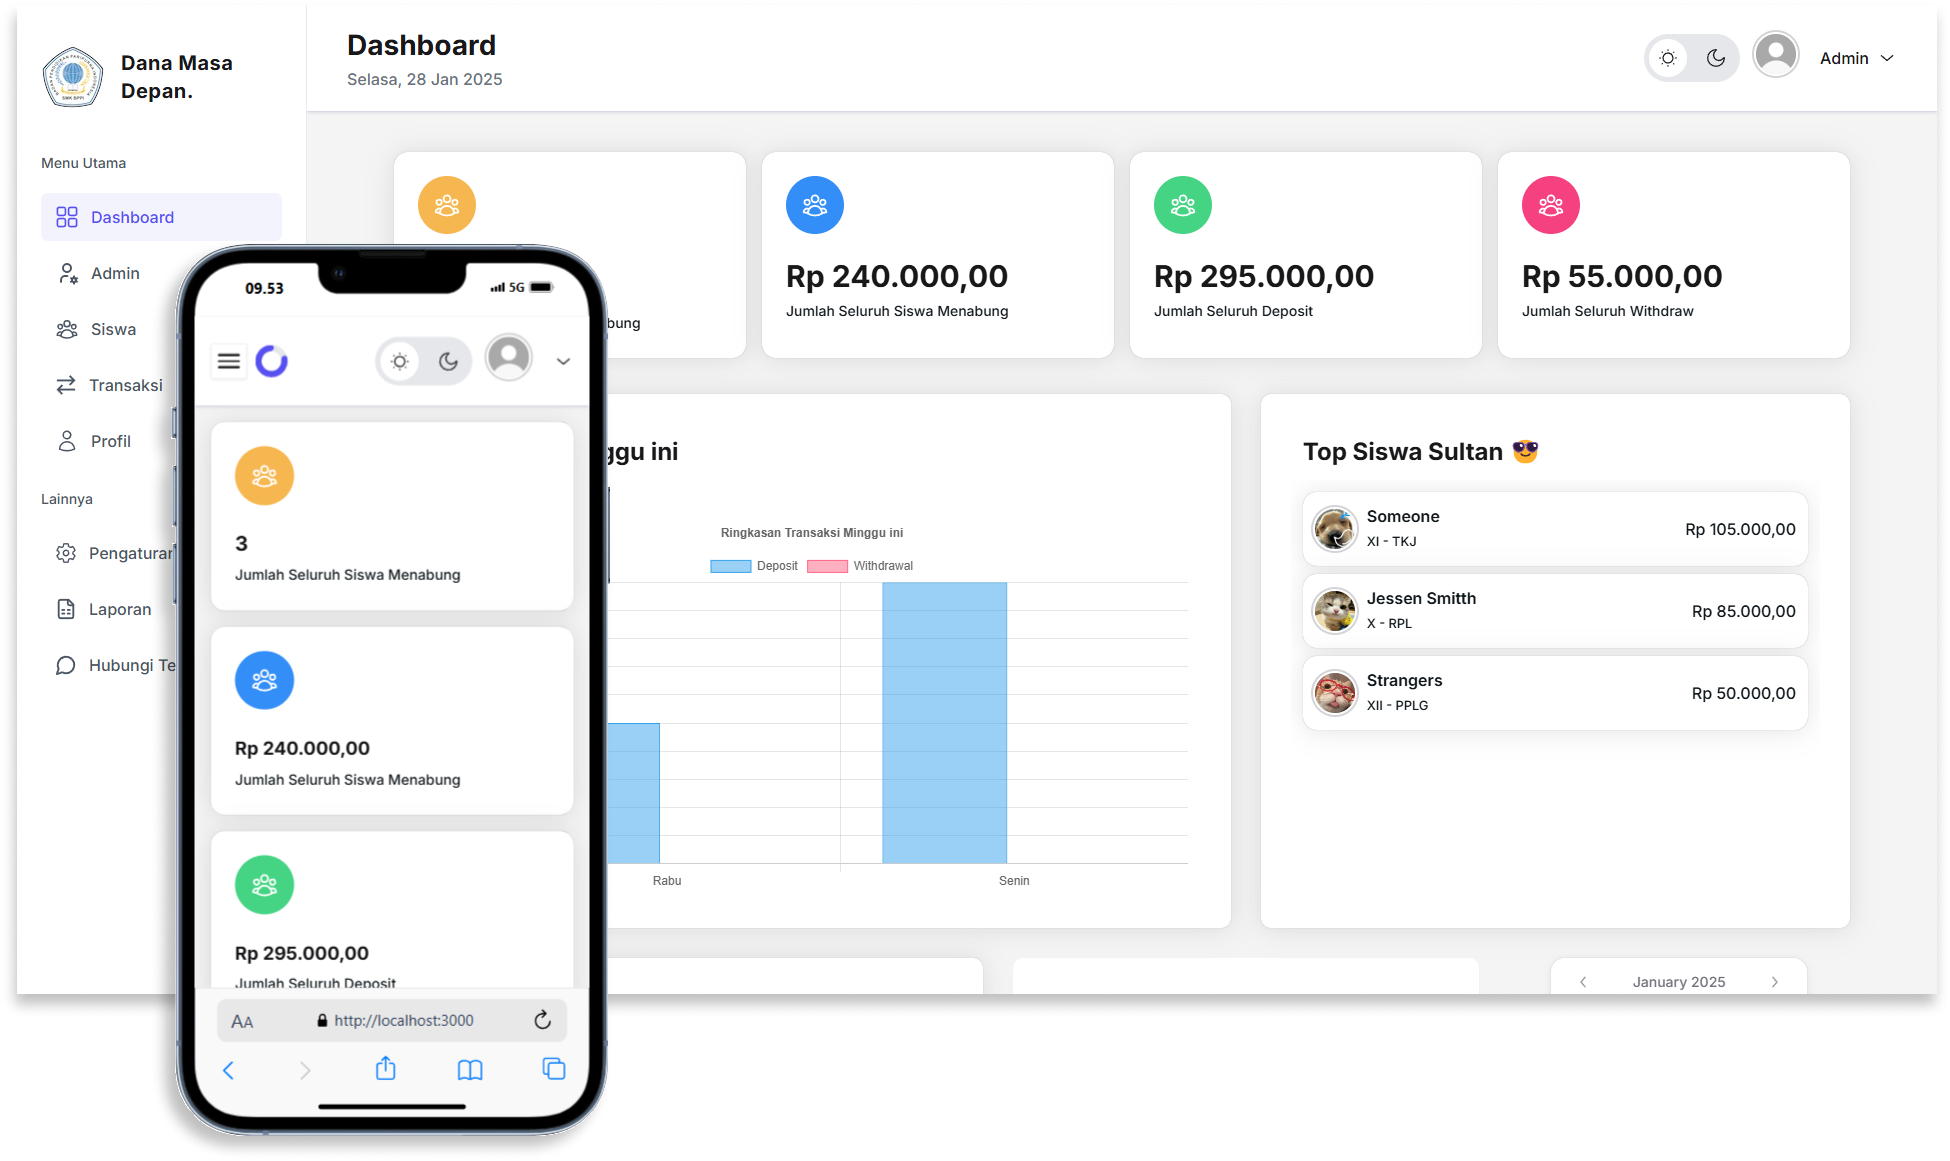 Dana Masa
Depan.
SMK BPPI
Menu Utama
Dashboard
Admin
Siswa
Transaksi
Profil
Lainnya
Pengaturan
Laporan
Hubungi Te
Dashboard
Selasa, 28 Jan 2025
Admin
bung
Rp 240.000,00
Jumlah Seluruh Siswa Menabung
Rp 295.000,00
Jumlah Seluruh Deposit
Rp 55.000,00
Jumlah Seluruh Withdraw
ggu ini
Ringkasan Transaksi Minggu ini
Deposit
Withdrawal
Rabu
Senin
Top Siswa Sultan 😎
Someone
XI - TKJ
Rp 105.000,00
Jessen Smitth
X - RPL
Rp 85.000,00
Strangers
XII - PPLG
Rp 50.000,00
January 2025
09.53
5G
3
Jumlah Seluruh Siswa Menabung
Rp 240.000,00
Jumlah Seluruh Siswa Menabung
Rp 295.000,00
Jumlah Seluruh Deposit
AA
http://localhost:3000